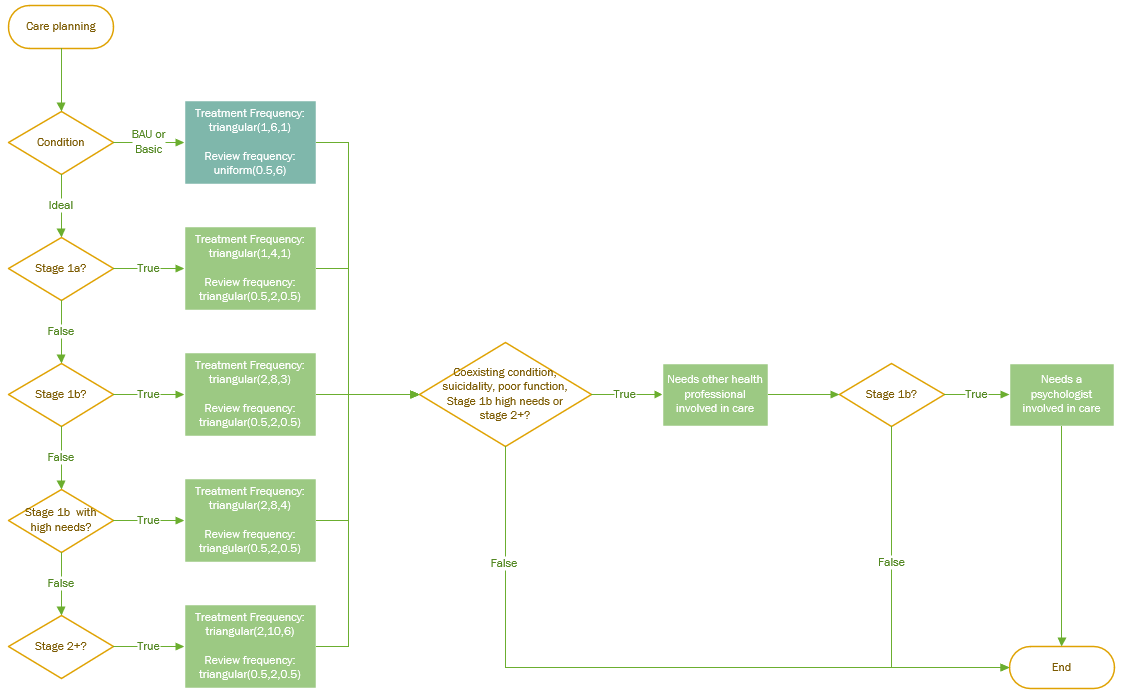 Care planning
Condition
BAU or
Basic
Treatment Frequency:
triangular(1,6,1)
Review frequency:
uniform(0.5,6)
Ideal
Stage 1a?
True
Treatment Frequency:
triangular(1,4,1)
Review frequency:
triangular(0.5,2,0.5)
False
Stage 1b?
True
Treatment Frequency:
triangular(2,8,3)
Review frequency:
triangular(0.5,2,0.5)
False
Stage 1b  with
high needs?
True
Treatment Frequency:
triangular(2,8,4)
Review frequency:
triangular(0.5,2,0.5)
False
Stage 2+?
True
Treatment Frequency:
triangular(2,10,6)
Review frequency:
triangular(0.5,2,0.5)
Coexisting condition,
suicidality, poor function,
Stage 1b high needs or
stage 2+?
True
Needs other health
professional
involved in care
Stage 1b?
True
Needs a
psychologist
involved in care
False
False
End